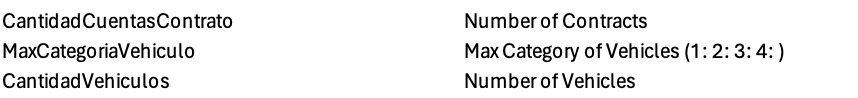 CantidadCuentasContrato Number of Contracts
MaxCategoriaVehiculo Max Category of Vehicles (1: 2: 3: 4: )
CantidadVehiculos Number of Vehicles